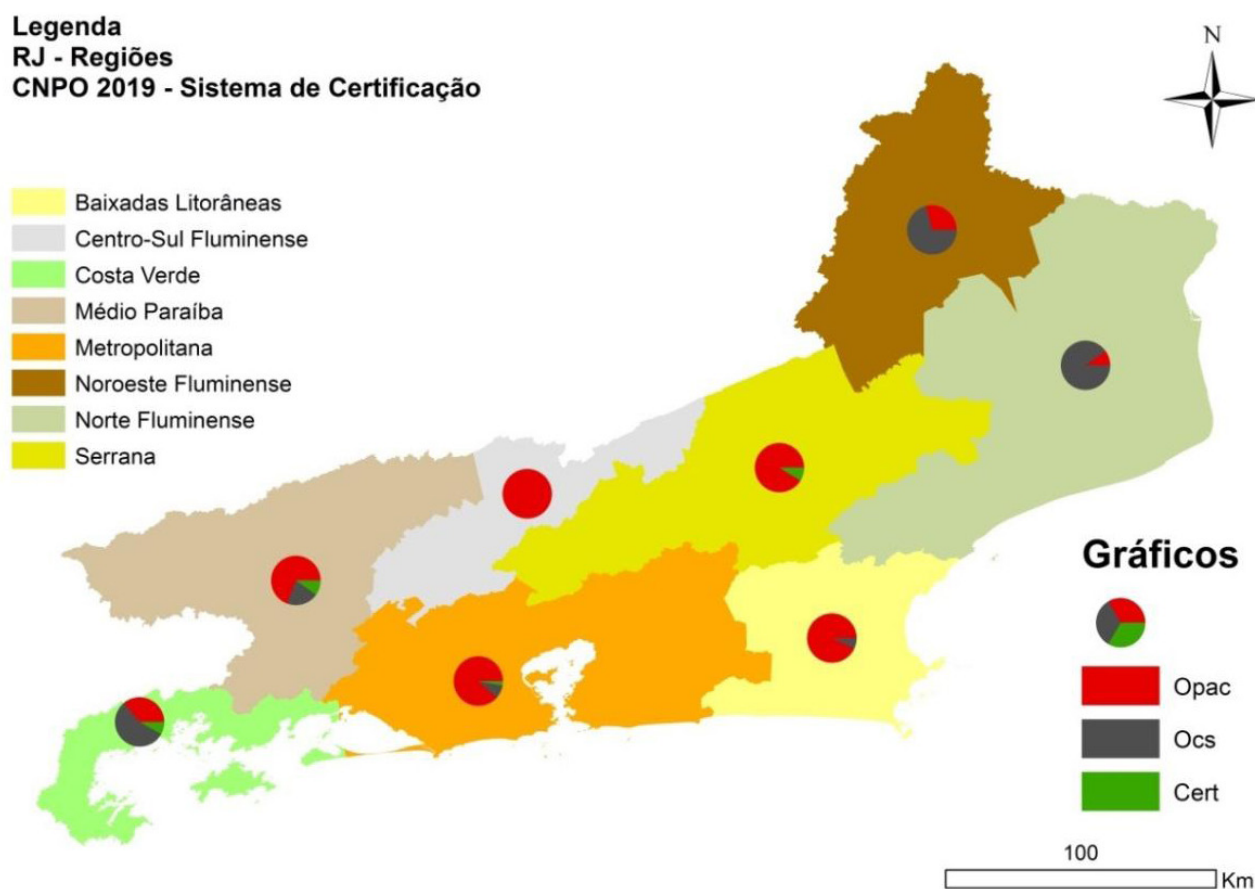 Legenda
RJ - Regiões
CNPO 2019 - Sistema de Certificação
N
Baixadas Litorâneas
Centro-Sul Fluminense
Costa Verde
Médio Paraíba
Metropolitana
Noroeste Fluminense
Norte Fluminense
Serrana
Gráficos
Opac
Ocs
Cert
100
Km